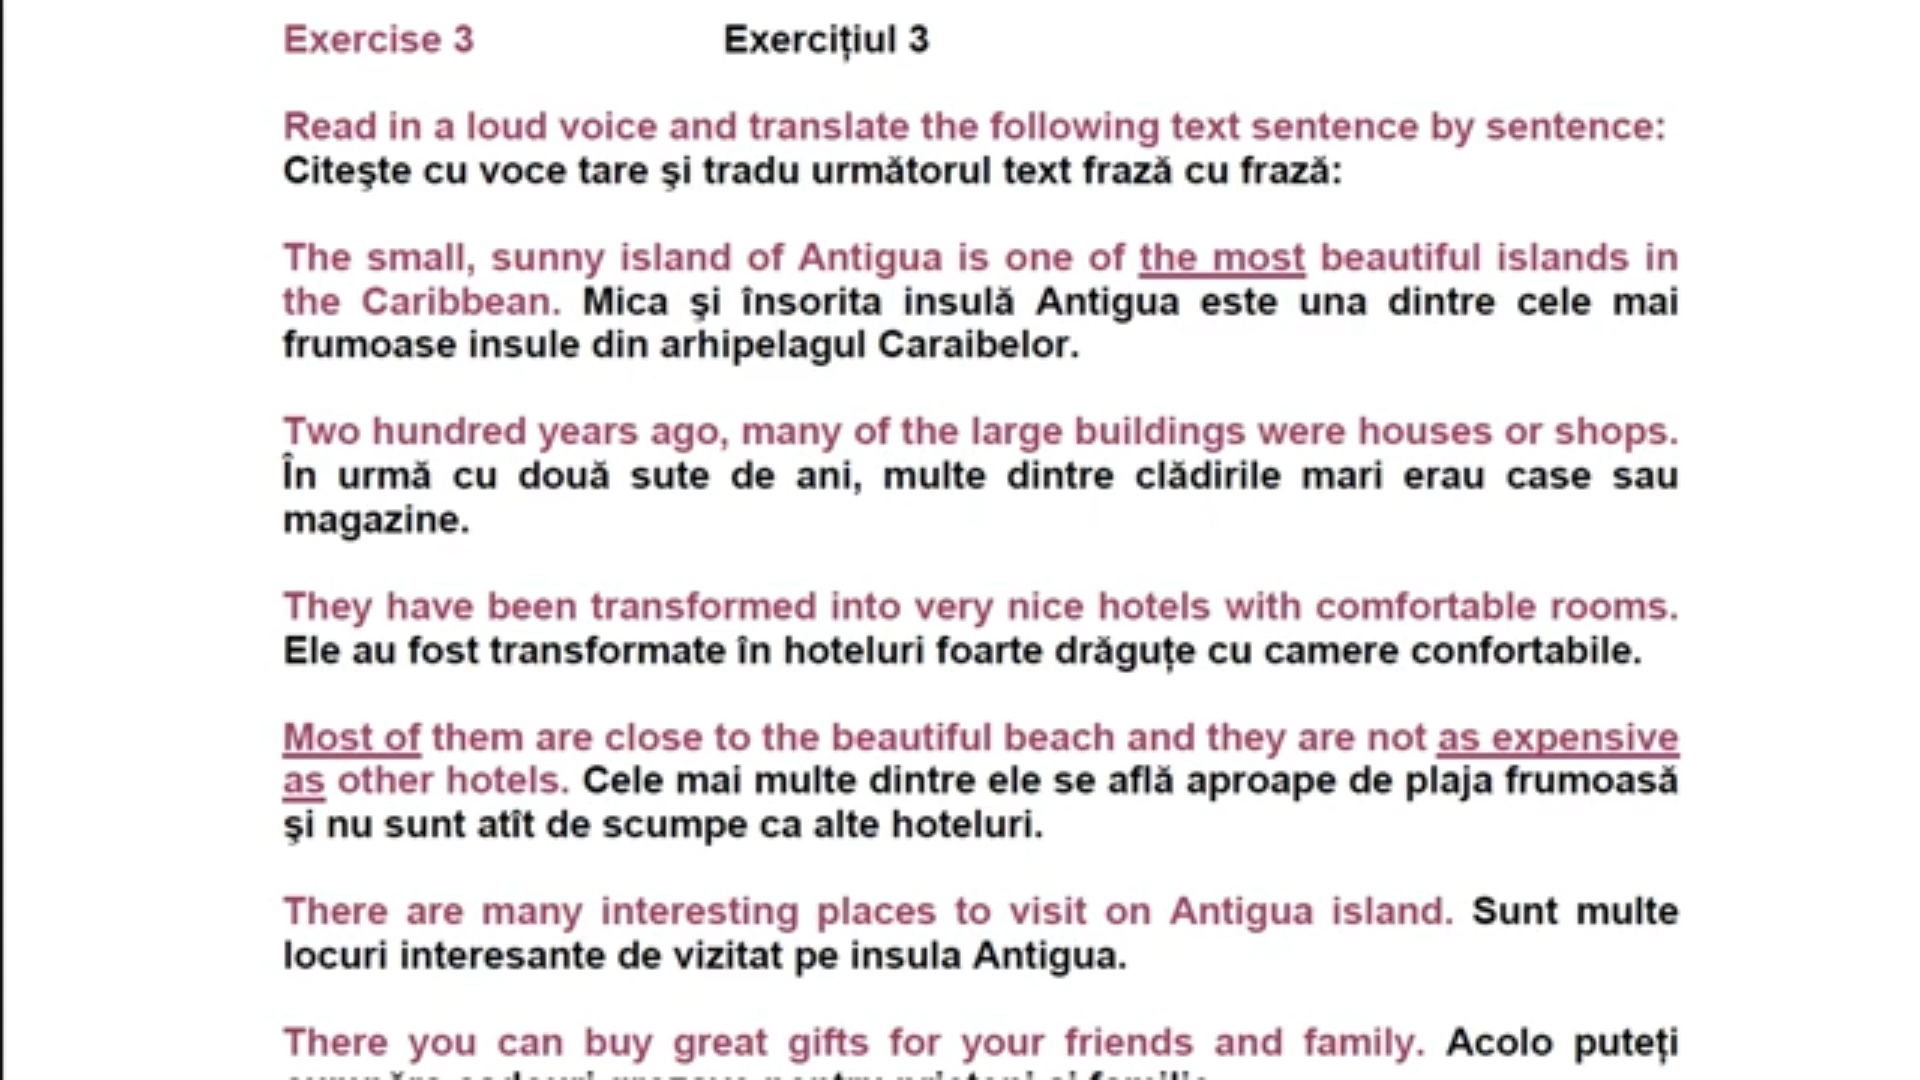 Exercise 3 Exercițiul 3
Read in a loud voice and translate the following text sentence by sentence:
Citeşte cu voce tare şi tradu următorul text frază cu frază:
The small, sunny island of Antigua is one of the most beautiful islands in
the Caribbean. Mica şi însorita insulă Antigua este una dintre cele mai
frumoase insule din arhipelagul Caraibelor.
Two hundred years ago, many of the large buildings were houses or shops.
În urmă cu două sute de ani, multe dintre clădirile mari erau case sau
magazine.
They have been transformed into very nice hotels with comfortable rooms.
Ele au fost transformate în hoteluri foarte drăguțe cu camere confortabile.
Most of them are close to the beautiful beach and they are not as expensive
as other hotels. Cele mai multe dintre ele se află aproape de plaja frumoasă
şi nu sunt atît de scumpe ca alte hoteluri.
There are many interesting places to visit on Antigua island. Sunt multe
locuri interesante de vizitat pe insula Antigua.
There you can buy great gifts for your friends and family. Acolo puteți